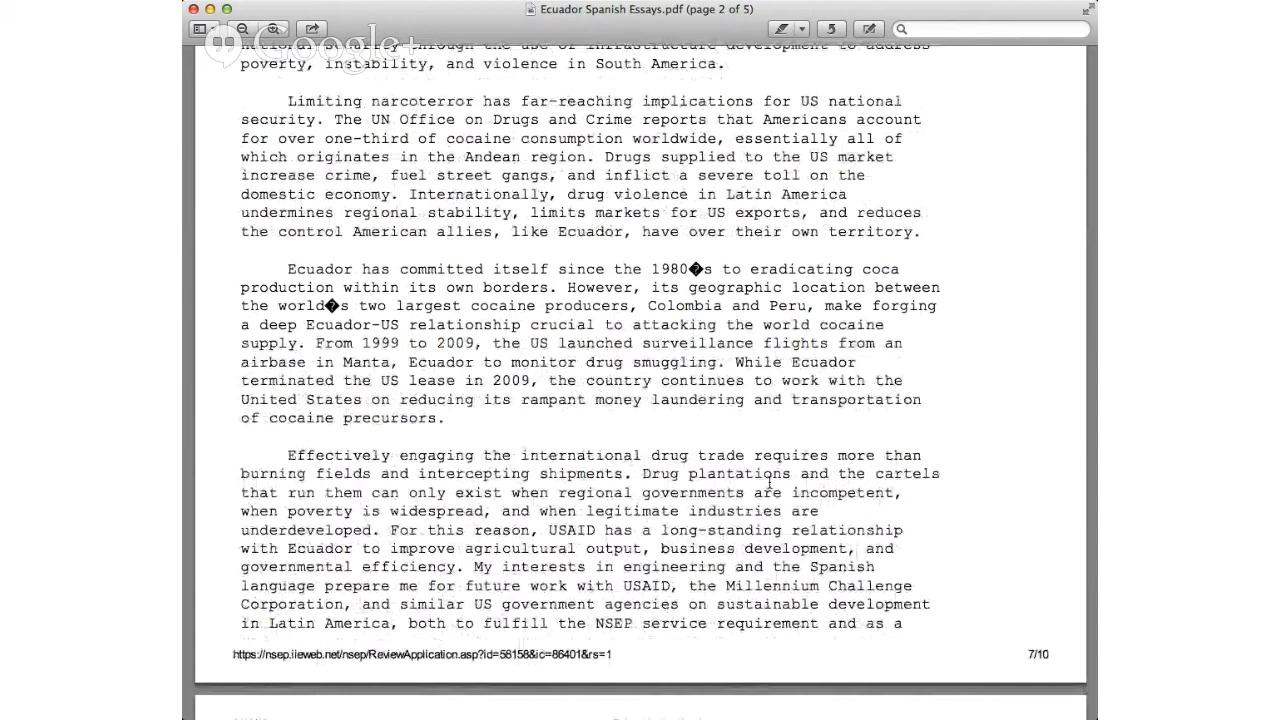 Ecuador Spanish Essays.pdf (page 2 of 5)
Google+
national security through the use of infrastructure development to address
poverty, instability, and violence in South America.
Limiting narcoterror has far-reaching implications for US national
security. The UN Office on Drugs and Crime reports that Americans account
for over one-third of cocaine consumption worldwide, essentially all of
which originates in the Andean region. Drugs supplied to the US market
increase crime, fuel street gangs, and inflict a severe toll on the
domestic economy. Internationally, drug violence in Latin America
undermines regional stability, limits markets for US exports, and reduces
the control American allies, like Ecuador, have over their own territory.
Ecuador has committed itself since the 1980�s to eradicating coca
production within its own borders. However, its geographic location between
the world�s two largest cocaine producers, Colombia and Peru, make forging
a deep Ecuador-US relationship crucial to attacking the world cocaine
supply. From 1999 to 2009, the US launched surveillance flights from an
airbase in Manta, Ecuador to monitor drug smuggling. While Ecuador
terminated the US lease in 2009, the country continues to work with the
United States on reducing its rampant money laundering and transportation
of cocaine precursors.
Effectively engaging the international drug trade requires more than
burning fields and intercepting shipments. Drug plantations and the cartels
that run them can only exist when regional governments are incompetent,
when poverty is widespread, and when legitimate industries are
underdeveloped. For this reason, USAID has a long-standing relationship
with Ecuador to improve agricultural output, business development, and
governmental efficiency. My interests in engineering and the Spanish
language prepare me for future work with USAID, the Millennium Challenge
Corporation, and similar US government agencies on sustainable development
in Latin America, both to fulfill the NSEP service requirement and as a
https://nsep.iieweb.net/nsep/ReviewApplication.asp?id=58158&ic=86401&rs=1
7/10